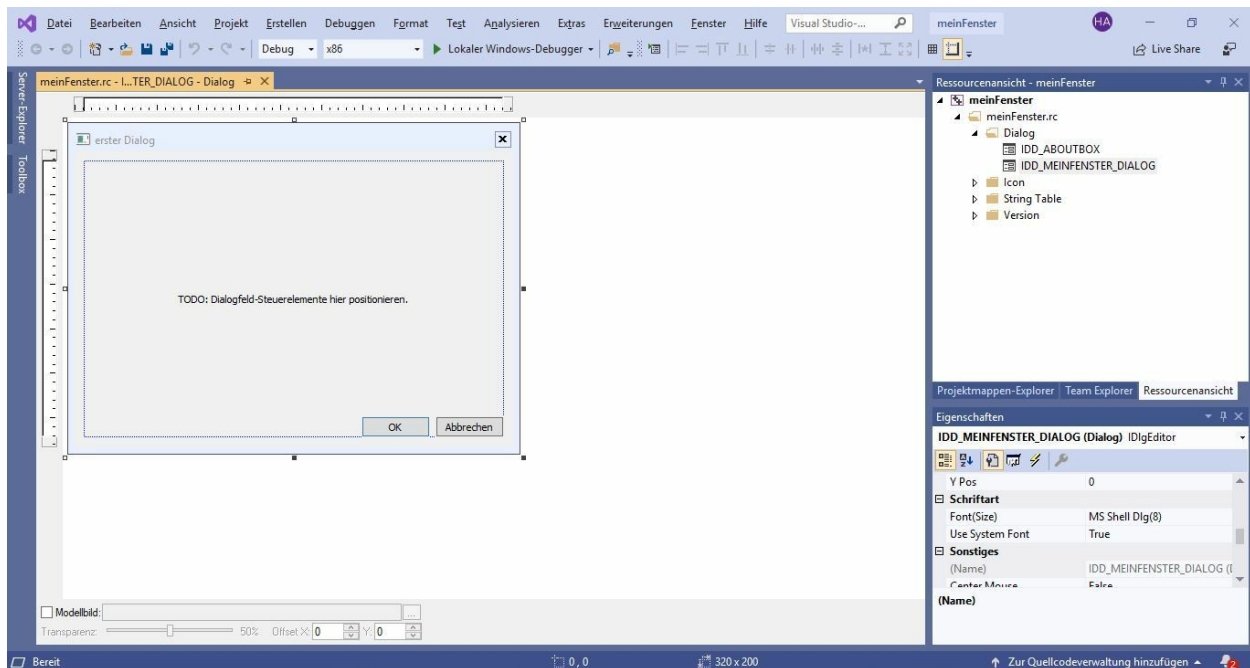 Datei Bearbeiten Ansicht Projekt Erstellen Debuggen Format Test Analysieren Extras Erweiterungen Fenster Hilfe Visual Studio-... meinFenster HA
Debug x86 Lokaler Windows-Debugger Live Share
Server-Explorer
Toolbox
meinFenster.rc - I...TER_DIALOG - Dialog
erster Dialog
TODO: Dialogfeld-Steuerelemente hier positionieren.
OK Abbrechen
Modellbild: ...
Transparenz: 50% Offset X: 0 Y: 0
Ressourcenansicht - meinFenster
meinFenster
meinFenster.rc
Dialog
IDD_ABOUTBOX
IDD_MEINFENSTER_DIALOG
Icon
String Table
Version
Projektmappen-Explorer Team Explorer Ressourcenansicht
Eigenschaften
IDD_MEINFENSTER_DIALOG (Dialog) IDlgEditor
Y Pos 0
Schriftart
Font(Size) MS Shell Dlg(8)
Use System Font True
Sonstiges
(Name) IDD_MEINFENSTER_DIALOG (I
Center Mouse False
(Name)
Bereit 0, 0 320 x 200 Zur Quellcodeverwaltung hinzufügen 2